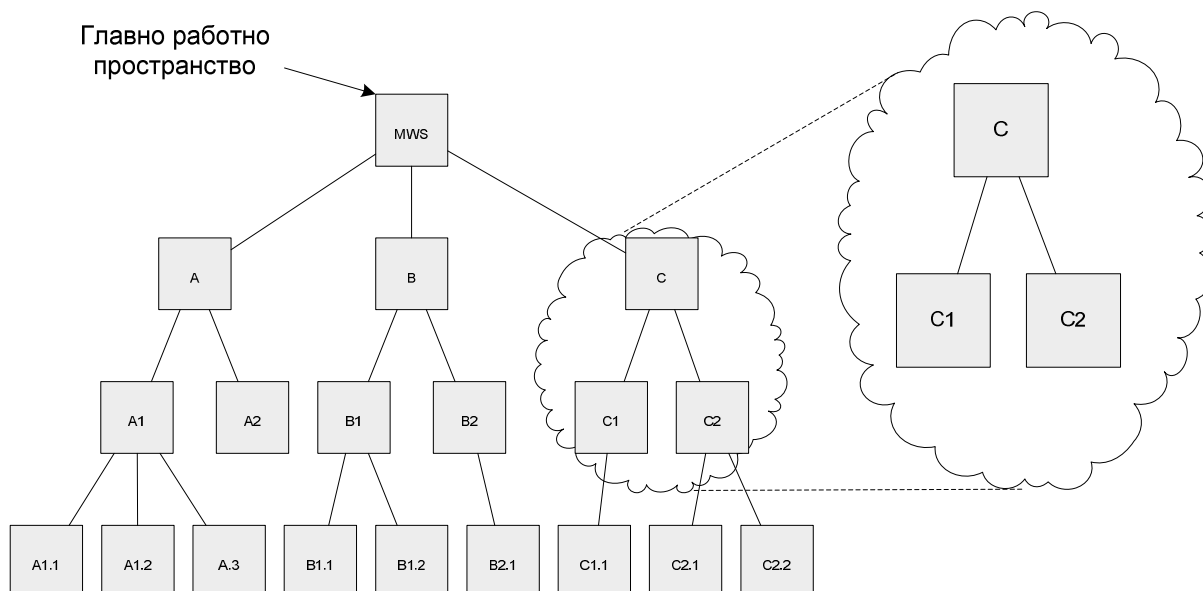 Главно работно
пространство
MWS
A
B
C
A1
A2
B1
B2
C1
C2
A1.1
A1.2
A.3
B1.1
B1.2
B2.1
C1.1
C2.1
C2.2
C
C1
C2